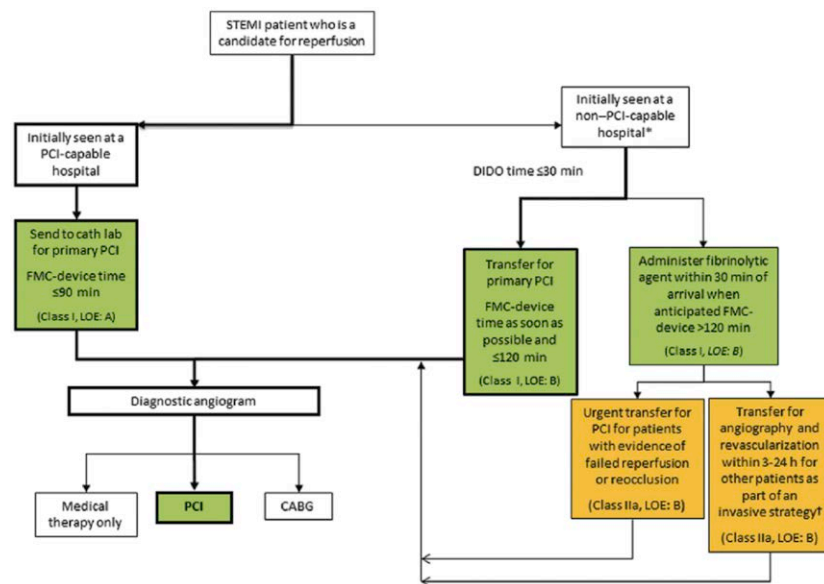 STEMI patient who is a
candidate for reperfusion
Initially seen at a
PCI-capable
hospital
Initially seen at a
non–PCI-capable
hospital*
DIDO time ≤30 min
Send to cath lab
for primary PCI
FMC-device time
≤90 min
(Class I, LOE: A)
Transfer for
primary PCI
FMC-device
time as soon as
possible and
≤120 min
(Class I, LOE: B)
Administer fibrinolytic
agent within 30 min of
arrival when
anticipated FMC-
device >120 min
(Class I, LOE: B)
Diagnostic angiogram
Medical
therapy only
PCI
CABG
Urgent transfer for
PCI for patients
with evidence of
failed reperfusion
or reocclusion
(Class IIa, LOE: B)
Transfer for
angiography and
revascularization
within 3-24 h for
other patients as
part of an
invasive strategy†
(Class IIa, LOE: B)